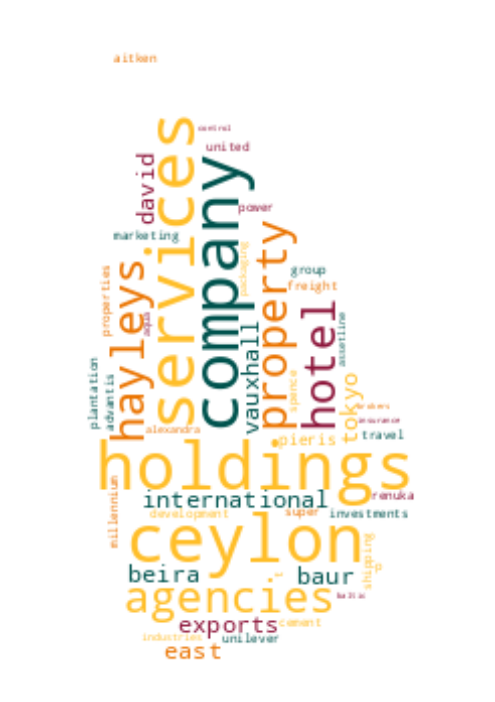 aitken
services
control
united
company
david
power
marketing
property
packaging
hayleys
properties
group
freight
hotel
aqua
assetline
vauxhall
plantation
advantis
spence
tokyo
brokers
insurance
alexandra
travel
pieris
holdings
millennium
international
renuka
development
super
investments
ceylon
shipping
beira
baur
agencies
baltic
exports
cement
industries
unilever
east